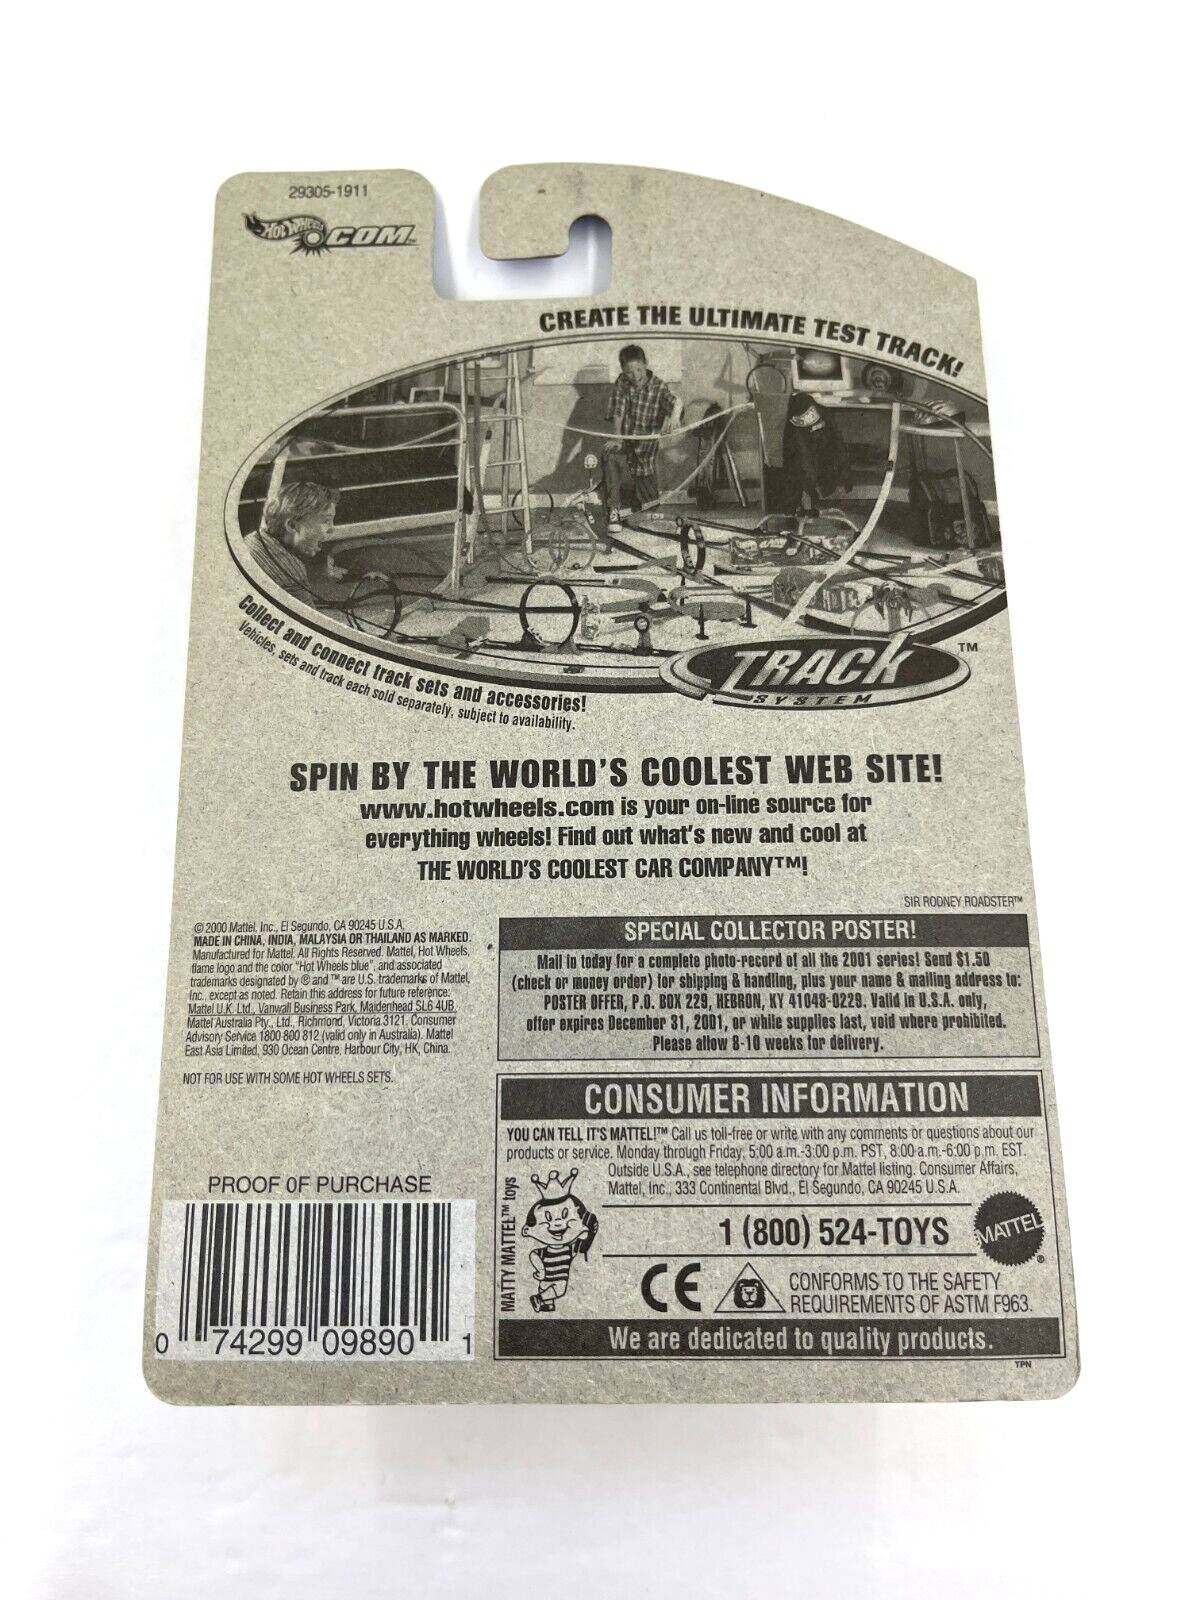 29305-1911
HOT WHEELS .COM™
CREATE THE ULTIMATE TEST TRACK!
Collect and connect track sets and accessories!
Vehicles, sets and track each sold separately, subject to availability.
TRACK™
SYSTEM
SPIN BY THE WORLD'S COOLEST WEB SITE!
www.hotwheels.com is your on-line source for
everything wheels! Find out what's new and cool at
THE WORLD'S COOLEST CAR COMPANY™!
SIR RODNEY ROADSTER™
© 2000 Mattel, Inc., El Segundo, CA 90245 U.S.A.
MADE IN CHINA, INDIA, MALAYSIA OR THAILAND AS MARKED.
Manufactured for Mattel. All Rights Reserved. Mattel, Hot Wheels,
flame logo and the color "Hot Wheels blue", and associated
trademarks designated by ® and ™ are U.S. trademarks of Mattel,
Inc., except as noted. Retain this address for future reference:
Mattel U.K. Ltd., Vanwall Business Park, Maidenhead SL6 4UB.
Mattel Australia Pty., Ltd., Richmond, Victoria 3121. Consumer
Advisory Service 1800 800 812 (valid only in Australia). Mattel
East Asia Limited, 930 Ocean Centre, Harbour City, HK, China.
NOT FOR USE WITH SOME HOT WHEELS SETS.
SPECIAL COLLECTOR POSTER!
Mail in today for a complete photo-record of all the 2001 series! Send $1.50
(check or money order) for shipping & handling, plus your name & mailing address to:
POSTER OFFER, P.O. BOX 229, HEBRON, KY 41048-0229. Valid in U.S.A. only,
offer expires December 31, 2001, or while supplies last, void where prohibited.
Please allow 8-10 weeks for delivery.
CONSUMER INFORMATION
YOU CAN TELL IT'S MATTEL!™ Call us toll-free or write with any comments or questions about our
products or service. Monday through Friday, 5:00 a.m.-3:00 p.m. PST, 8:00 a.m.-6:00 p.m. EST.
Outside U.S.A., see telephone directory for Mattel listing. Consumer Affairs,
Mattel, Inc., 333 Continental Blvd., El Segundo, CA 90245 U.S.A.
MATTY MATTEL™ toys
1 (800) 524-TOYS
MATTEL®
CE
CONFORMS TO THE SAFETY
REQUIREMENTS OF ASTM F963.
We are dedicated to quality products.
TPN
PROOF OF PURCHASE
0 74299 09890 1